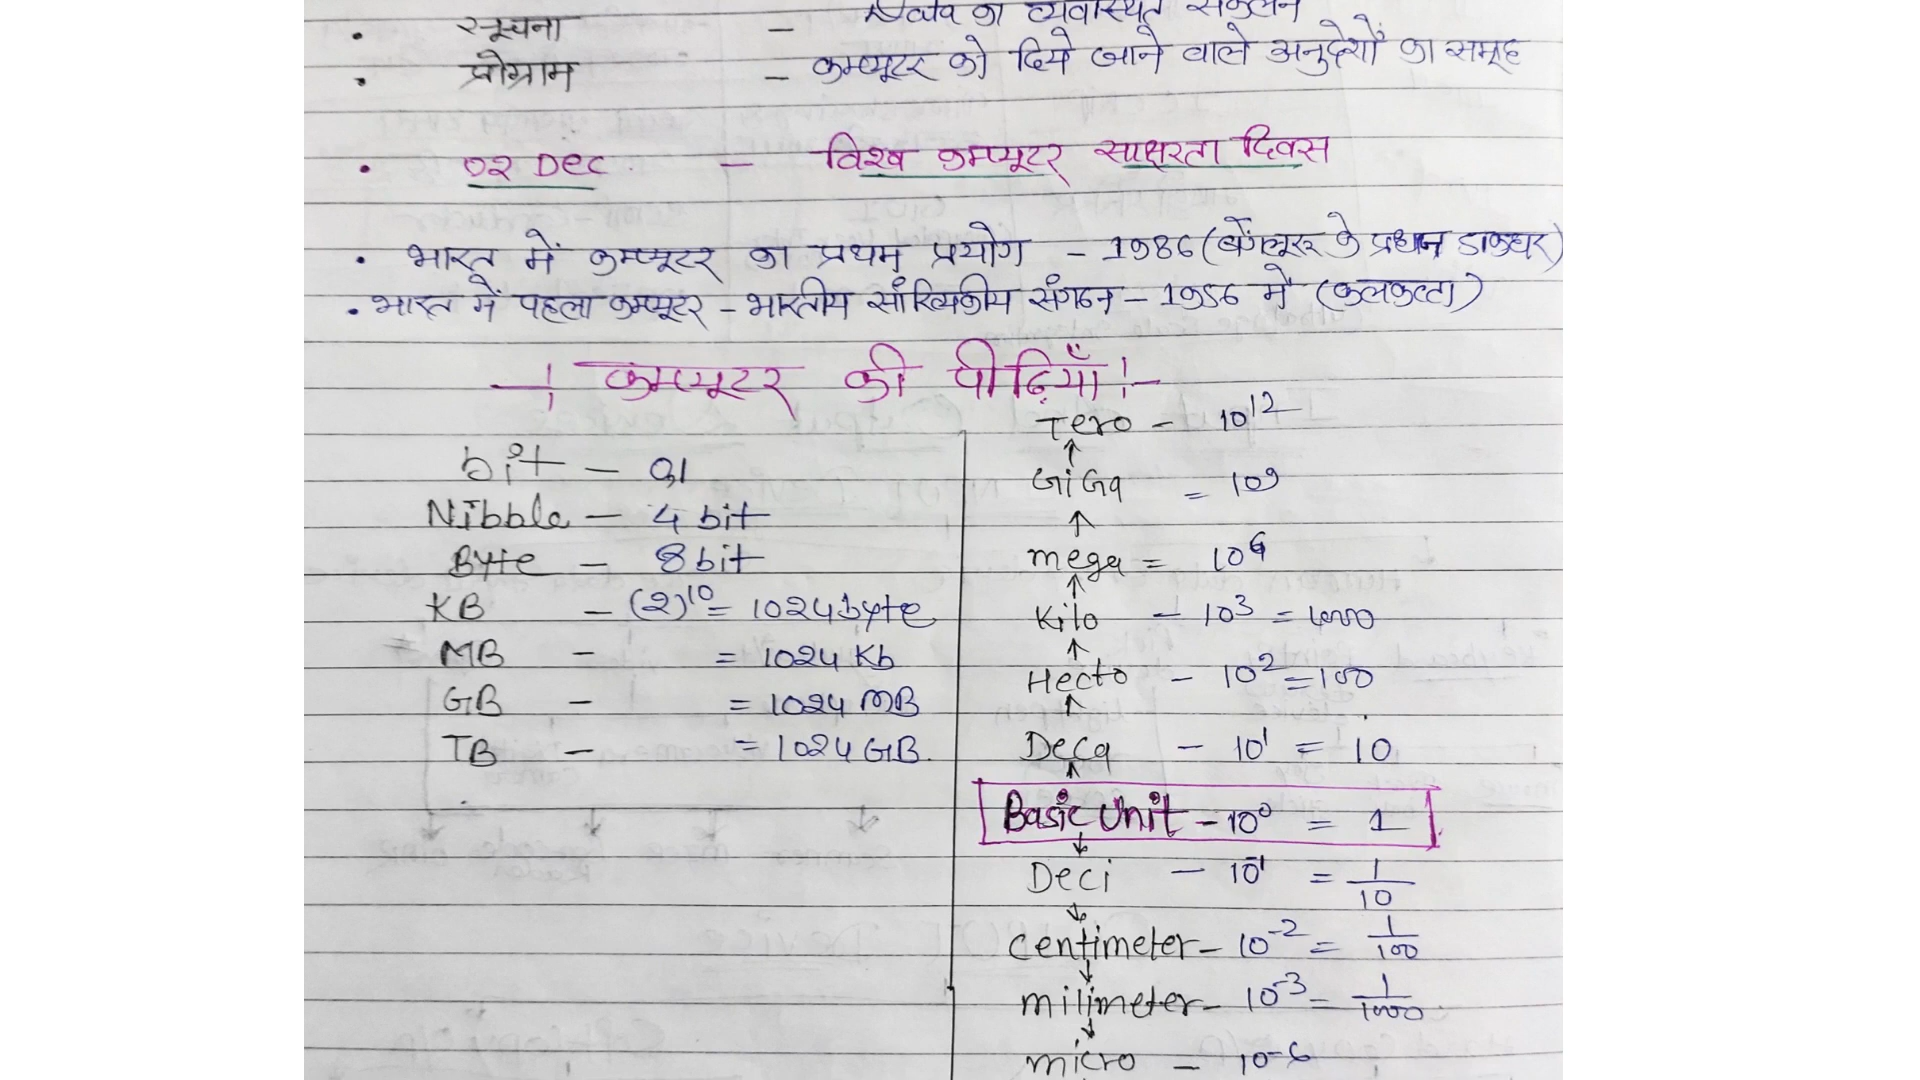 • सूचना – Data का व्यवस्थित संकलन
• प्रोग्राम – कम्प्यूटर को दिये जाने वाले अनुदेशों का समूह
• 02 Dec. – विश्व कम्प्यूटर साक्षरता दिवस
• भारत में कम्प्यूटर का प्रथम प्रयोग – 1986 (बेंगलुरू के प्रधान डाकघर)
• भारत में पहला कम्प्यूटर – भारतीय सांख्यिकीय संगठन – 1956 में (कलकत्ता)
–: कम्प्यूटर की पीढ़ियाँ :–
bit – 0,1
Nibble – 4 bit
Byte – 8 bit
KB – (2)¹⁰ = 1024 byte
MB – = 1024 Kb
GB – = 1024 MB
TB – = 1024 GB.
Tero – 10¹²
↑
GiGa = 10⁹
↑
mega = 10⁶
↑
Kilo – 10³ = 1000
↑
Hecto – 10² = 100
↑
Deca – 10¹ = 10
↑
Basic Unit – 10⁰ = 1
↓
Deci – 10⁻¹ = 1/10
↓
centimeter – 10⁻² = 1/100
↓
milimeter – 10⁻³ = 1/1000
↓
micro – 10⁻⁶